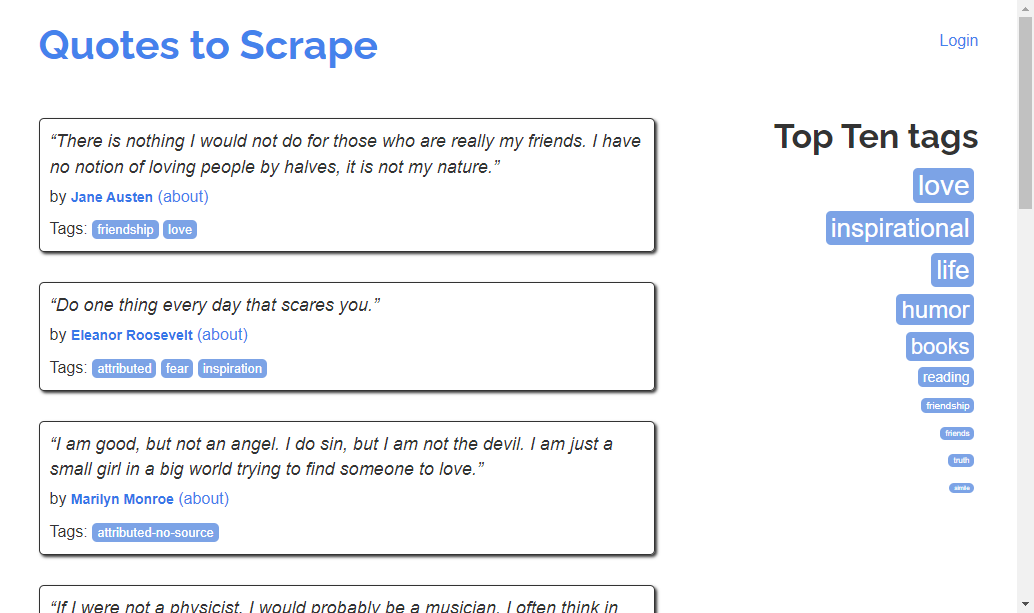 Quotes to Scrape
Login
“There is nothing I would not do for those who are really my friends. I have
no notion of loving people by halves, it is not my nature.”
by Jane Austen (about)
Tags: friendship love
“Do one thing every day that scares you.”
by Eleanor Roosevelt (about)
Tags: attributed fear inspiration
“I am good, but not an angel. I do sin, but I am not the devil. I am just a
small girl in a big world trying to find someone to love.”
by Marilyn Monroe (about)
Tags: attributed-no-source
“If I were not a physicist, I would probably be a musician. I often think in
Top Ten tags
love
inspirational
life
humor
books
reading
friendship
friends
truth
simile